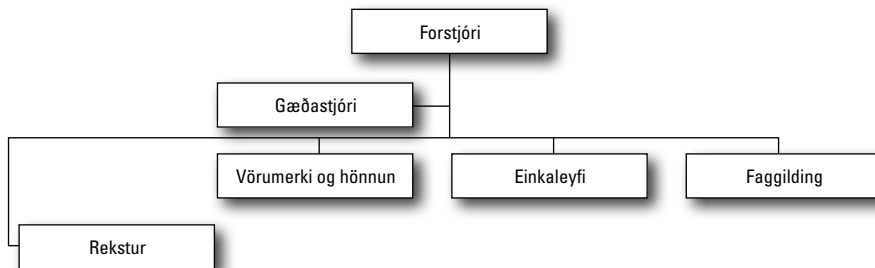 Forstjóri
Gæðastjóri
Vörumerki og hönnun
Einkaleyfi
Faggilding
Rekstur